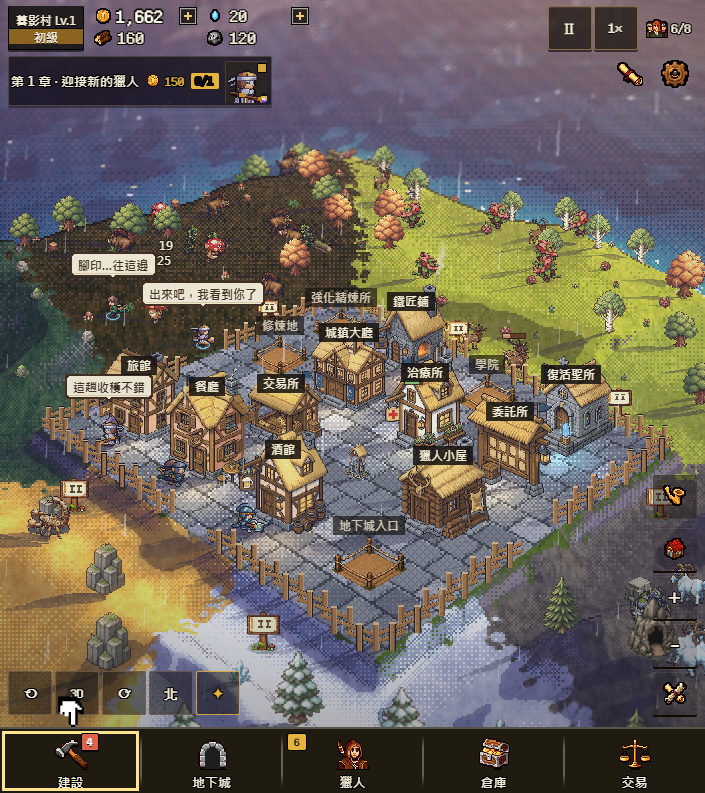 暮影村 Lv.1
初級
1,662
20
160
120
II
1×
6/8
第 1 章 · 迎接新的獵人
150
0/1
19
25
腳印...往這邊
出來吧，我看到你了
強化精煉所
鐵匠鋪
修煉地
城鎮大廳
旅館
餐廳
交易所
治療所
學院
復活聖所
這趟收穫不錯
委託所
酒館
獵人小屋
地下城入口
II
II
II
II
II
+
-
3D
北
4
建設
地下城
6
獵人
倉庫
交易